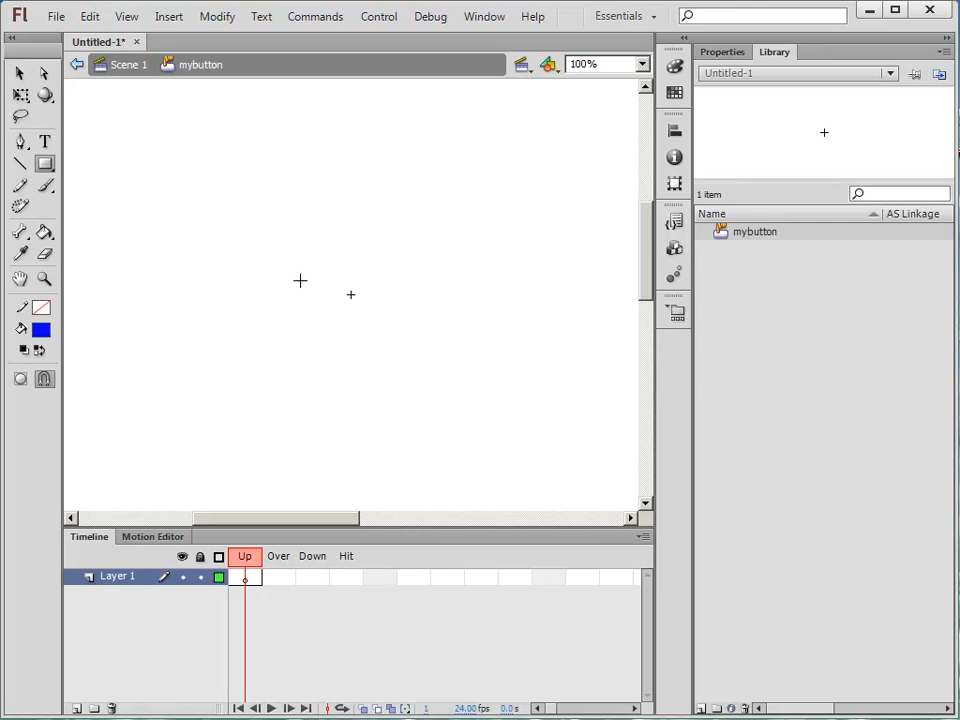 Fl File Edit View Insert Modify Text Commands Control Debug Window Help Essentials
Untitled-1* ×
Scene 1 mybutton 100%
Properties Library
Untitled-1
1 item
Name AS Linkage
mybutton
T
Timeline Motion Editor
Up Over Down Hit
Layer 1
1 24.00 fps 0.0 s